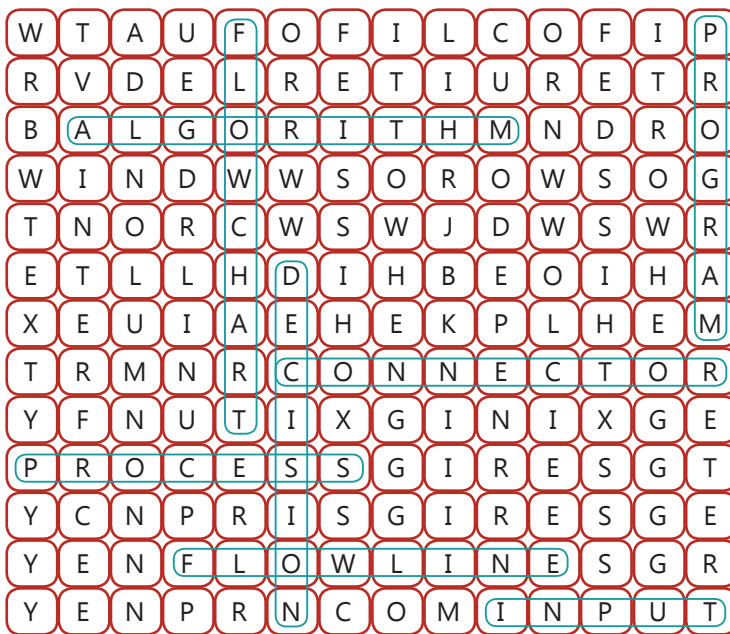 W T A U F O F I L C O F I P
R V D E L R E T I U R E T R
B A L G O R I T H M N D R O
W I N D W W S O R O W S O G
T N O R C W S W J D W S W R
E T L L H D I H B E O I H A
X E U I A E H E K P L H E M
T R M N R C O N N E C T O R
Y F N U T I X G I N I X G E
P R O C E S S G I R E S G T
Y C N P R I S G I R E S G E
Y E N F L O W L I N E S G R
Y E N P R N C O M I N P U T